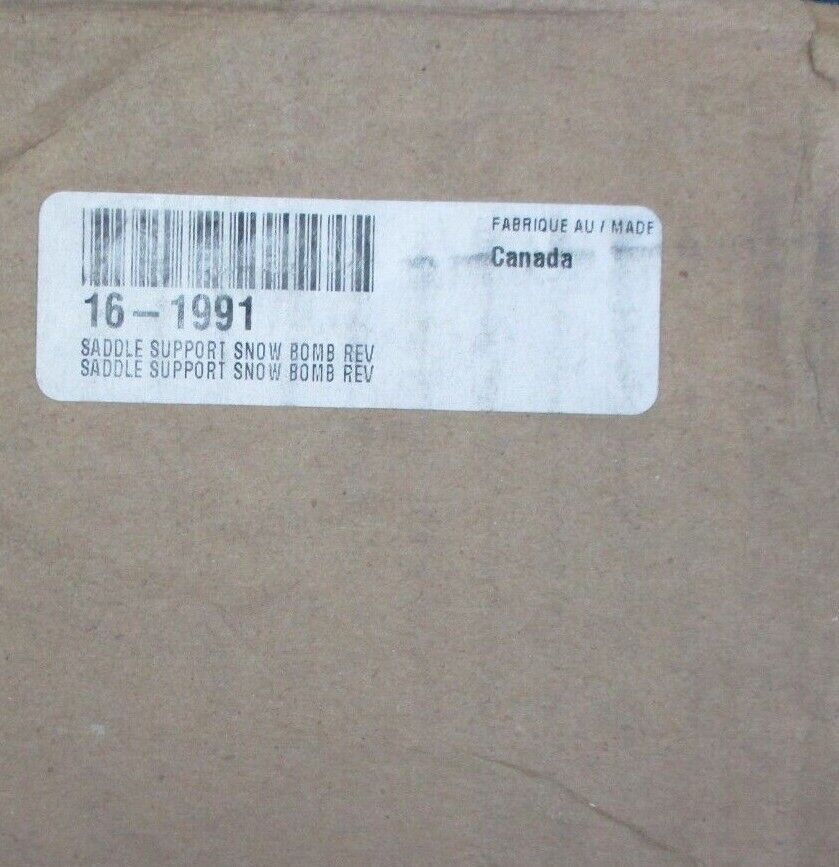 FABRIQUE AU / MADE
Canada
16-1991
SADDLE SUPPORT SNOW BOMB REV
SADDLE SUPPORT SNOW BOMB REV